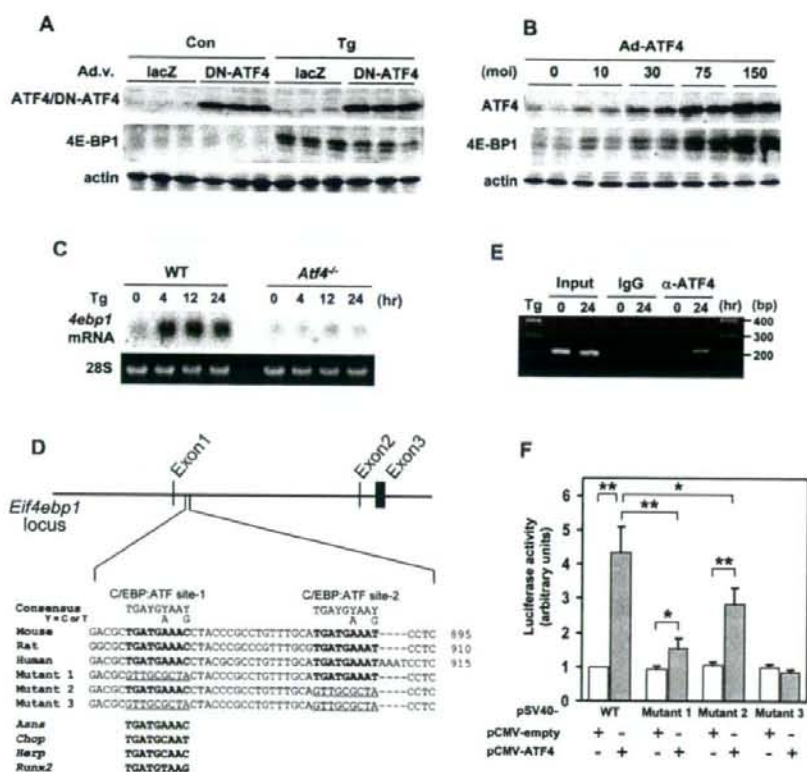 A
Con Tg
Ad.v. lacZ DN-ATF4 lacZ DN-ATF4
ATF4/DN-ATF4
4E-BP1
actin
B
Ad-ATF4
(moi) 0 10 30 75 150
ATF4
4E-BP1
actin
C
WT Atf4-/-
Tg 0 4 12 24 0 4 12 24 (hr)
4ebp1
mRNA
28S
E
Input IgG α-ATF4
Tg 0 24 0 24 0 24 (hr) (bp)
400
300
200
D
Exon1 Exon2 Exon3
Eif4ebp1
locus
C/EBP:ATF site-1 C/EBP:ATF site-2
Consensus TGAYGYAAY TGAYGYAAY
Y=C or T A G A G
Mouse GACGCTGATGAAACCTACCCGCCTGTTTGCATGATGAAAT----CCTC 895
Rat GGCGCTGATGAAACCTACCCGCCTGTTTGCGTGATGAAAT----CCTC 910
Human GACGCTGATGAAACCTACCCGCCTGTTTGCATGATGAAATAAATCCTC 915
Mutant 1 GACGCGTTGCGCTACTACCCGCCTGTTTGCATGATGAAAT----CCTC
Mutant 2 GACGCTGATGAAACCTACCCGCCTGTTTGCAGTTGCGCTA----CCTC
Mutant 3 GACGCGTTGCGCTACTACCCGCCTGTTTGCAGTTGCGCTA----CCTC
Asns TGATGAAAC
Chop TGATGCAAT
Herp TGATGCAAC
Runx2 TGATGTAAG
F
Luciferase activity
(arbitrary units)
6
5
4
3
2
1
0
** ** * * ** 
pSV40- WT Mutant 1 Mutant 2 Mutant 3
pCMV-empty + - + - + - + -
pCMV-ATF4 - + - + - + - +